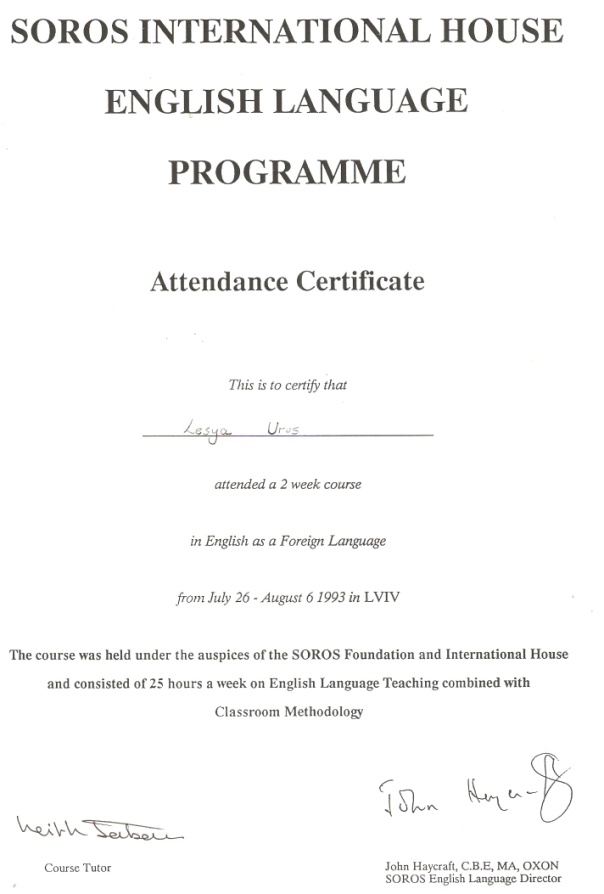 SOROS INTERNATIONAL HOUSE
ENGLISH LANGUAGE
PROGRAMME
Attendance Certificate
This is to certify that
Lesya Urus
attended a 2 week course
in English as a Foreign Language
from July 26 - August 6 1993 in LVIV
The course was held under the auspices of the SOROS Foundation and International House
and consisted of 25 hours a week on English Language Teaching combined with
Classroom Methodology
John
Keith
Course Tutor
John Haycraft, C.B.E, MA, OXON
SOROS English Language Director